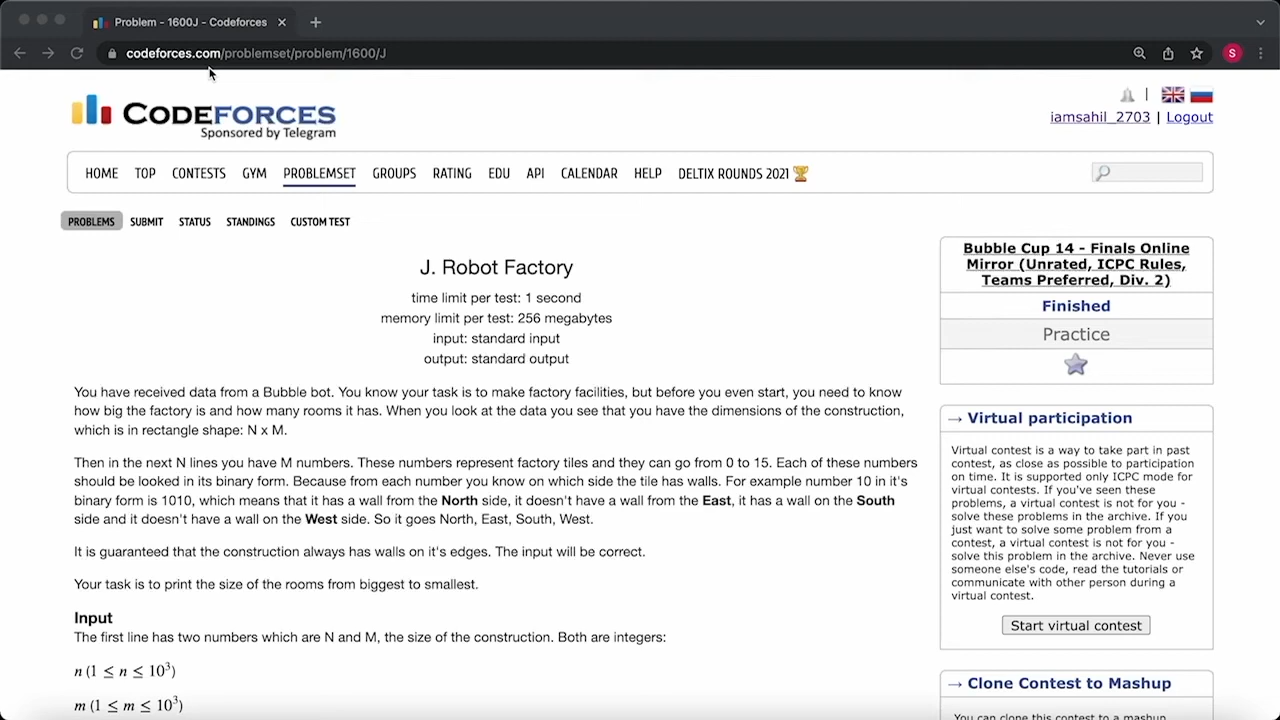 Problem - 1600J - Codeforces
codeforces.com/problemset/problem/1600/J
S
CODEFORCES
Sponsored by Telegram
|
iamsahil_2703 | Logout
HOME TOP CONTESTS GYM PROBLEMSET GROUPS RATING EDU API CALENDAR HELP DELTIX ROUNDS 2021
PROBLEMS SUBMIT STATUS STANDINGS CUSTOM TEST
J. Robot Factory
time limit per test: 1 second
memory limit per test: 256 megabytes
input: standard input
output: standard output
You have received data from a Bubble bot. You know your task is to make factory facilities, but before you even start, you need to know
how big the factory is and how many rooms it has. When you look at the data you see that you have the dimensions of the construction,
which is in rectangle shape: N x M.
Then in the next N lines you have M numbers. These numbers represent factory tiles and they can go from 0 to 15. Each of these numbers
should be looked in its binary form. Because from each number you know on which side the tile has walls. For example number 10 in it's
binary form is 1010, which means that it has a wall from the North side, it doesn't have a wall from the East, it has a wall on the South
side and it doesn't have a wall on the West side. So it goes North, East, South, West.
It is guaranteed that the construction always has walls on it's edges. The input will be correct.
Your task is to print the size of the rooms from biggest to smallest.
Input
The first line has two numbers which are N and M, the size of the construction. Both are integers:
n (1 ≤ n ≤ 10³)
m (1 ≤ m ≤ 10³)
Bubble Cup 14 - Finals Online
Mirror (Unrated, ICPC Rules,
Teams Preferred, Div. 2)
Finished
Practice
→ Virtual participation
Virtual contest is a way to take part in past
contest, as close as possible to participation
on time. It is supported only ICPC mode for
virtual contests. If you've seen these
problems, a virtual contest is not for you -
solve these problems in the archive. If you
just want to solve some problem from a
contest, a virtual contest is not for you -
solve this problem in the archive. Never use
someone else's code, read the tutorials or
communicate with other person during a
virtual contest.
Start virtual contest
→ Clone Contest to Mashup
You can clone this contest to a mashup